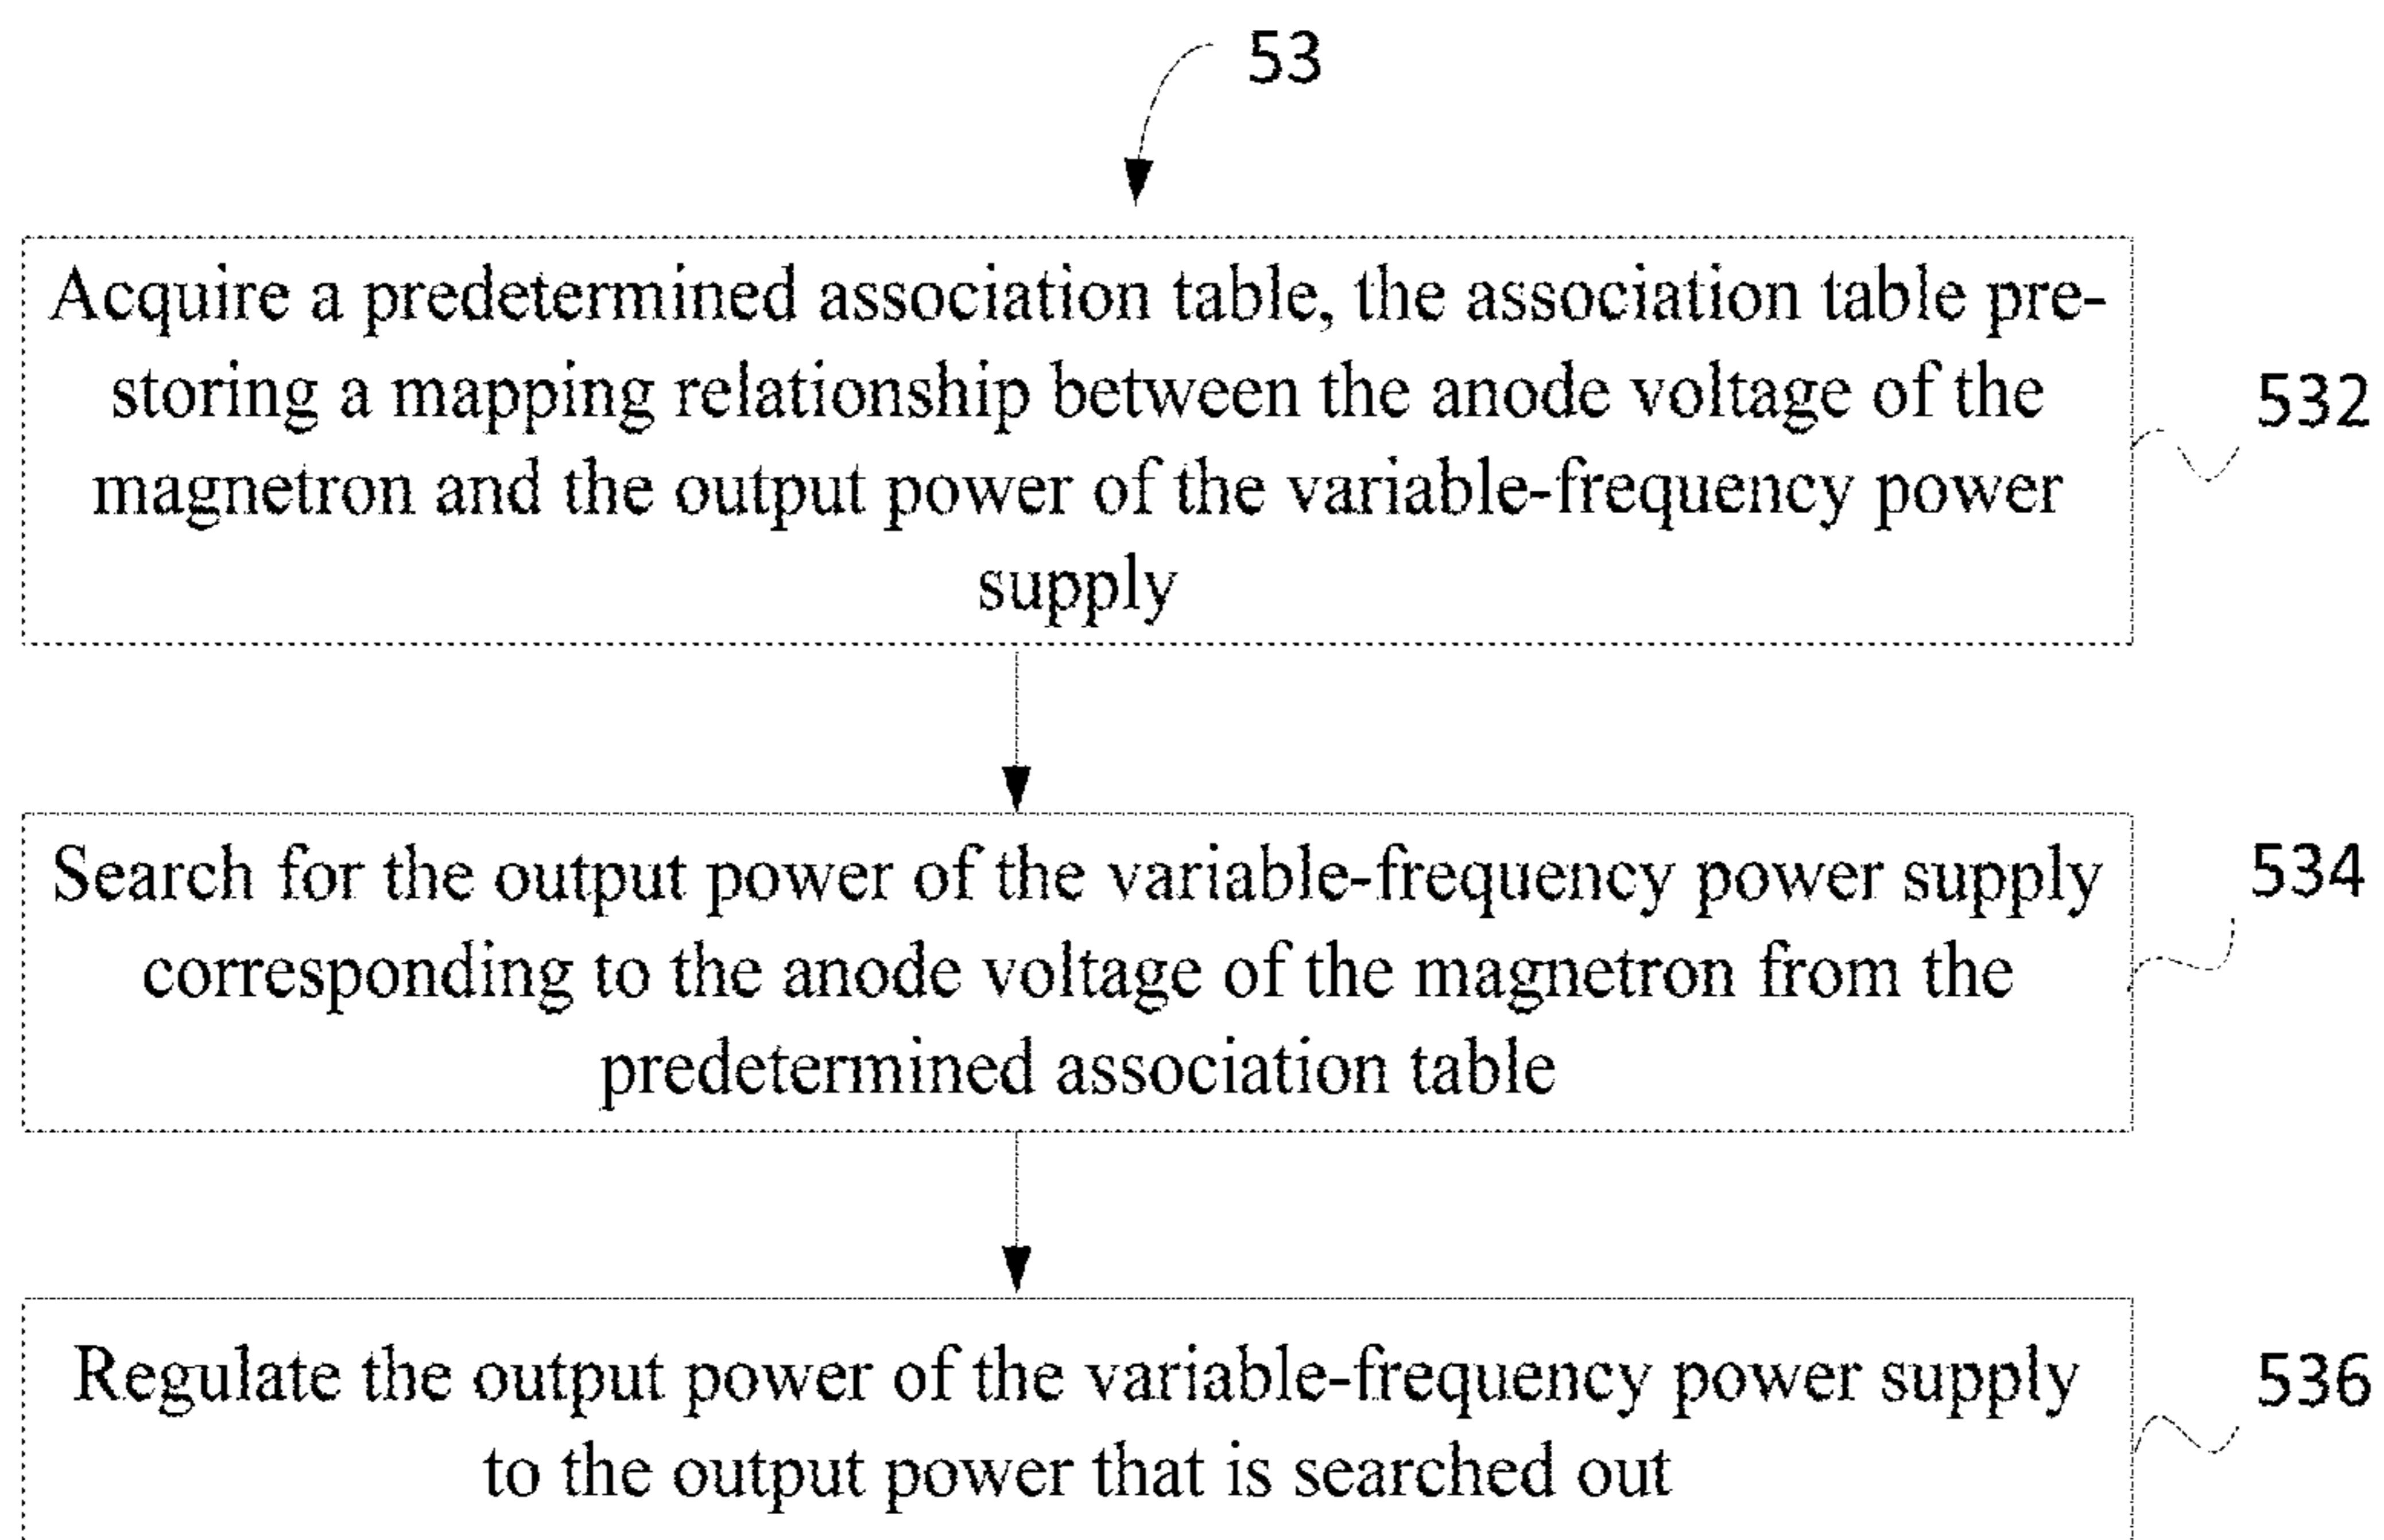 53
Acquire a predetermined association table, the association table pre-
storing a mapping relationship between the anode voltage of the
532
magnetron and the output power of the variable-frequency power
supply
Search for the output power of the variable-frequency power supply
534
corresponding to the anode voltage of the magnetron from the
predetermined association table
Regulate the output power of the variable-frequency power supply
536
to the output power that is searched out